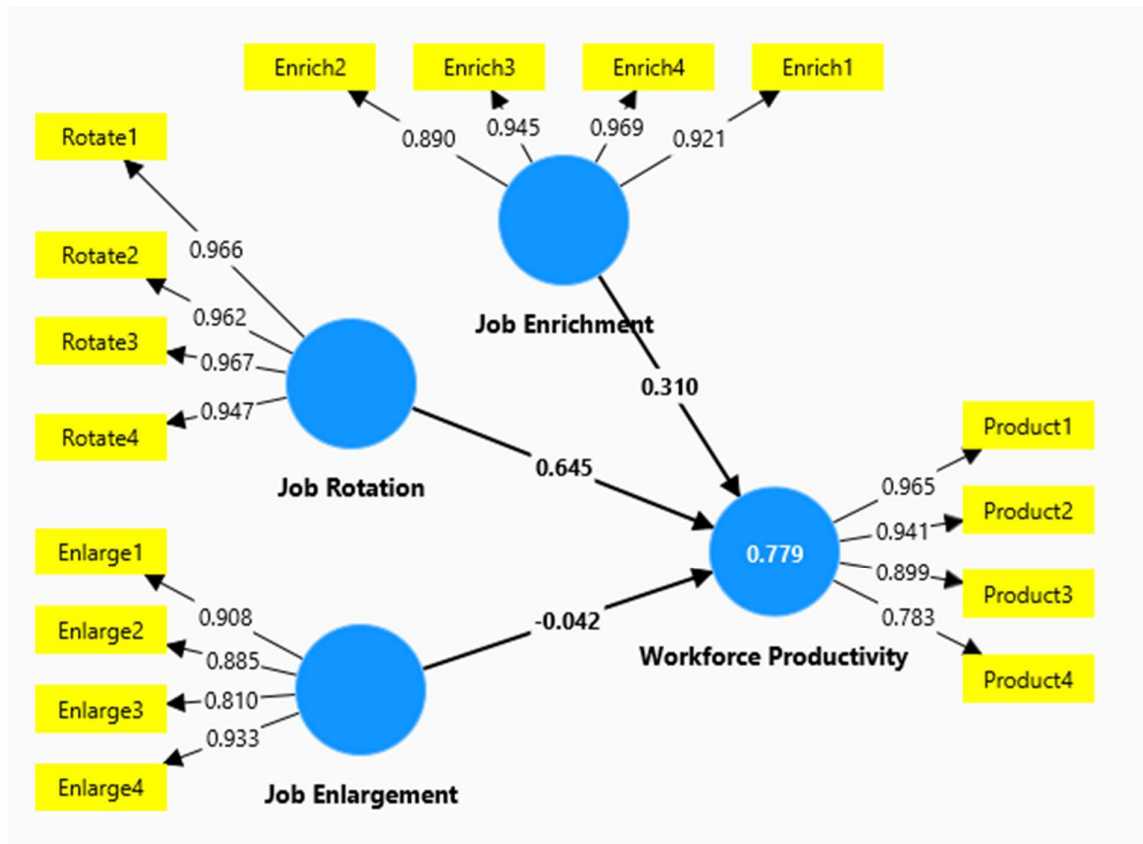 Enrich2
Enrich3
Enrich4
Enrich1
0.890
0.945
0.969
0.921
Job Enrichment
Rotate1
Rotate2
Rotate3
Rotate4
0.966
0.962
0.967
0.947
Job Rotation
Enlarge1
Enlarge2
Enlarge3
Enlarge4
0.908
0.885
0.810
0.933
Job Enlargement
0.310
0.645
-0.042
0.779
Workforce Productivity
0.965
0.941
0.899
0.783
Product1
Product2
Product3
Product4